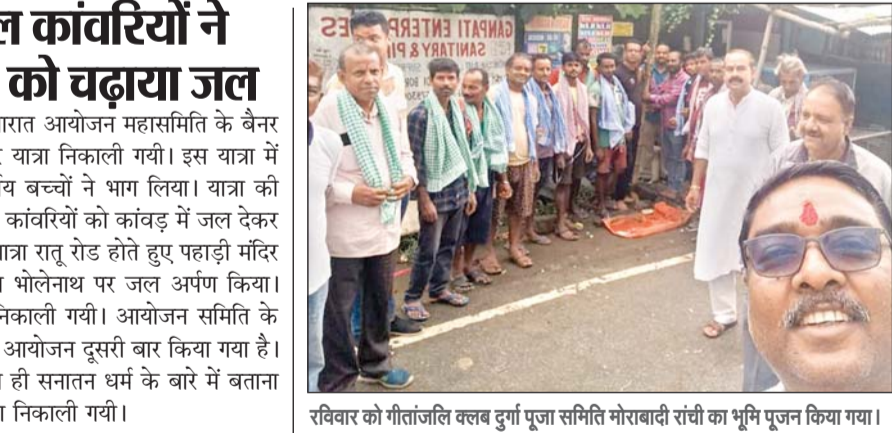 ल कांवरियों ने
को चढ़ाया जल
ारात आयोजन महासमिति के बैनर
र यात्रा निकाली गयी। इस यात्रा में
य बच्चों ने भाग लिया। यात्रा की
कांवरियों को कांवड़ में जल देकर
ात्रा रातू रोड होते हुए पहाड़ी मंदिर
भोलेनाथ पर जल अर्पण किया।
निकाली गयी। आयोजन समिति के
आयोजन दूसरी बार किया गया है।
ही सनातन धर्म के बारे में बताना
निकाली गयी।
GANPATI ENTERP
SANITARY & PI
रविवार को गीतांजलि क्लब दुर्गा पूजा समिति मोराबादी रांची का भूमि पूजन किया गया।